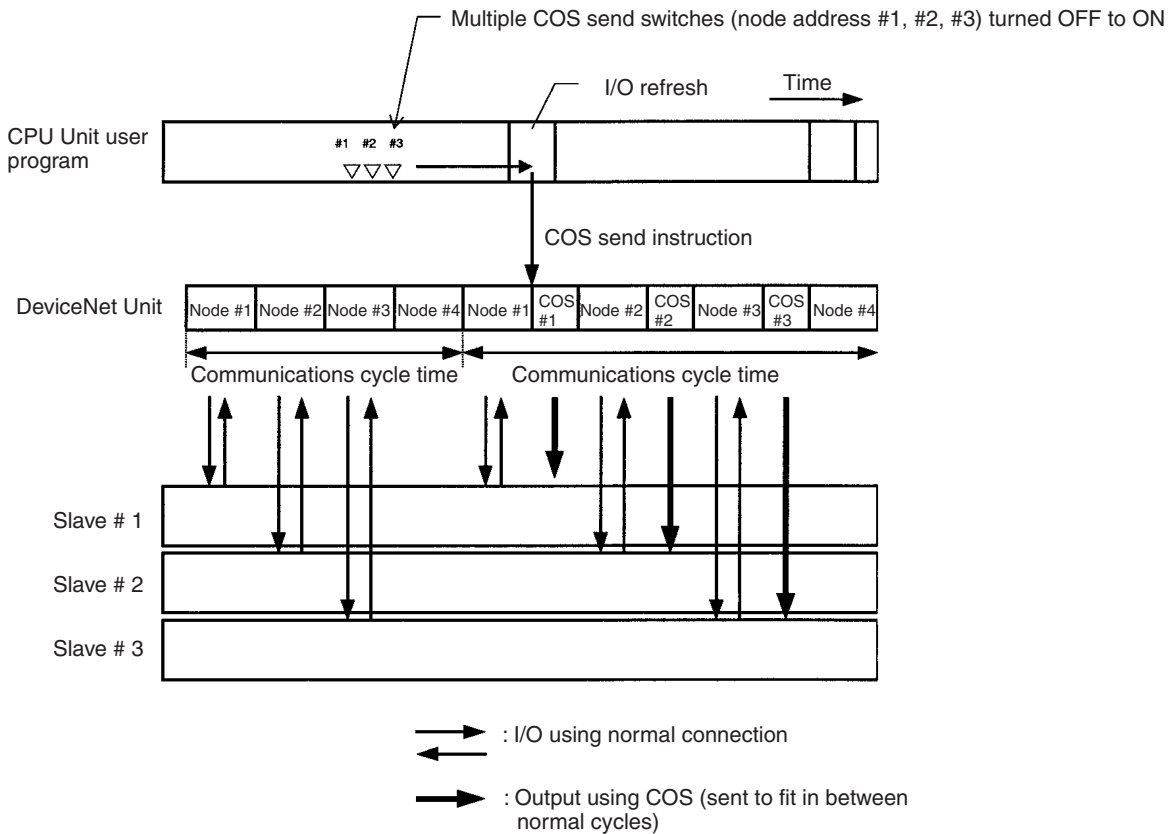 Multiple COS send switches (node address #1, #2, #3) turned OFF to ON
I/O refresh
Time
CPU Unit user
program
#1 #2 #3
COS send instruction
DeviceNet Unit
Node #1 Node #2 Node #3 Node #4 Node #1 COS #1 Node #2 COS #2 Node #3 COS #3 Node #4
Communications cycle time Communications cycle time
Slave # 1
Slave # 2
Slave # 3
: I/O using normal connection
: Output using COS (sent to fit in between
normal cycles)